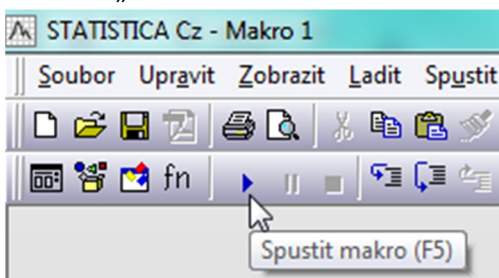 „
STATISTICA Cz - Makro 1
Soubor Upravit Zobrazit Ladit Spustit
fn
Spustit makro (F5)